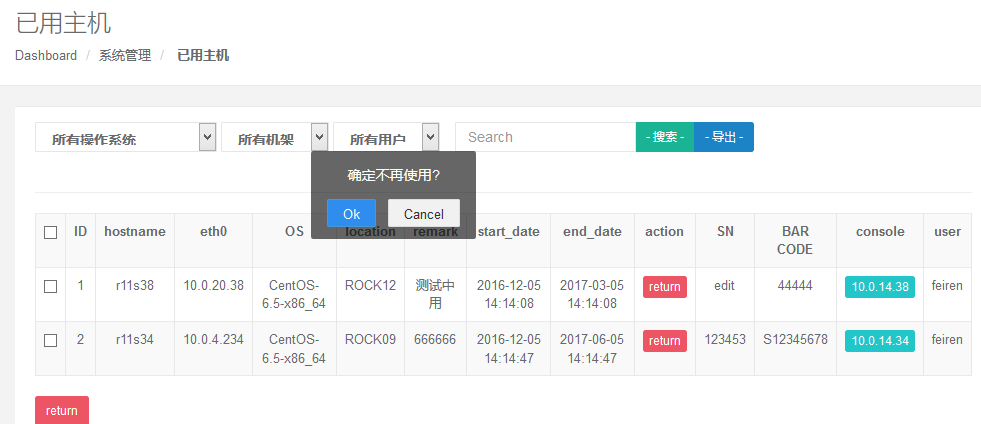 已用主机
Dashboard / 系统管理 / 已用主机
所有操作系统 所有机架 所有用户 Search - 搜索 - - 导出 -
确定不再使用?
Ok Cancel
ID hostname eth0 OS location remark start_date end_date action SN BAR CODE console user
1 r11s38 10.0.20.38 CentOS-6.5-x86_64 ROCK12 测试中用 2016-12-05 14:14:08 2017-03-05 14:14:08 return edit 44444 10.0.14.38 feiren
2 r11s34 10.0.4.234 CentOS-6.5-x86_64 ROCK09 666666 2016-12-05 14:14:47 2017-06-05 14:14:47 return 123453 S12345678 10.0.14.34 feiren
return